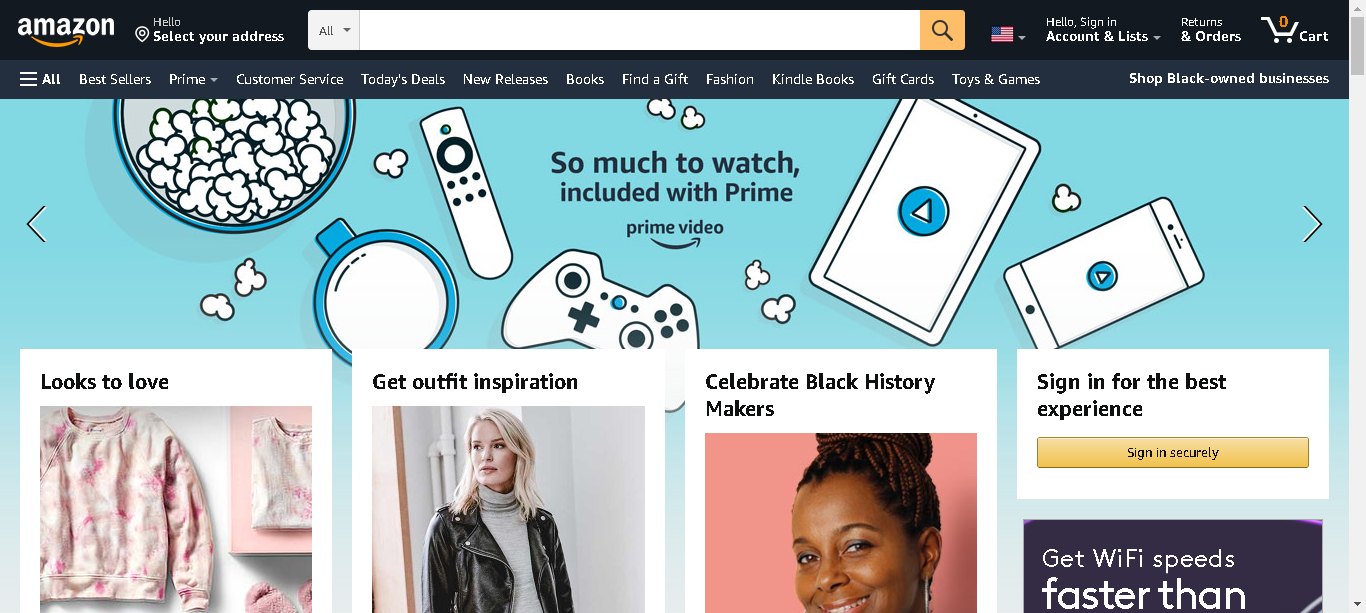 amazon
Hello
Select your address
All
Hello, Sign in
Account & Lists
Returns
& Orders
0
Cart
All
Best Sellers
Prime
Customer Service
Today's Deals
New Releases
Books
Find a Gift
Fashion
Kindle Books
Gift Cards
Toys & Games
Shop Black-owned businesses
So much to watch,
included with Prime
prime video
Looks to love
Get outfit inspiration
Celebrate Black History
Makers
Sign in for the best
experience
Sign in securely
Get WiFi speeds
faster than